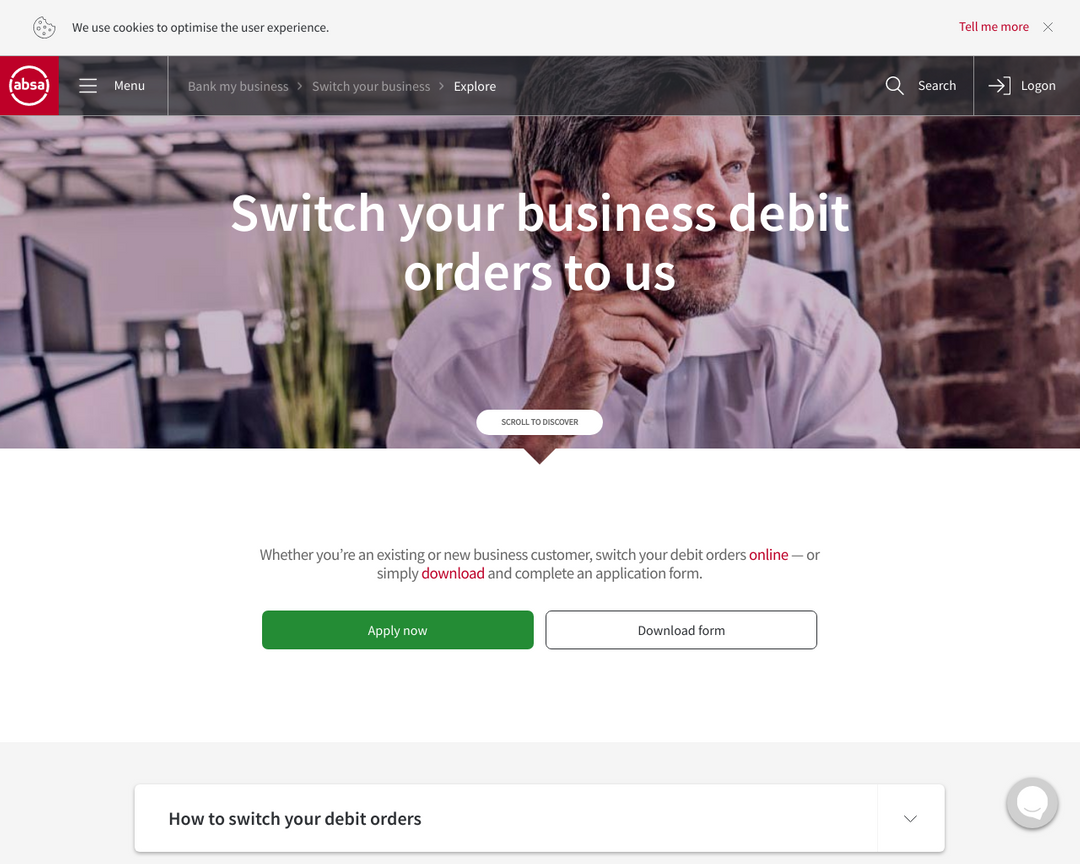 We use cookies to optimise the user experience.
Tell me more
absa
Menu
Bank my business
Switch your business
Explore
Search
Logon
Switch your business debit
orders to us
SCROLL TO DISCOVER
Whether you’re an existing or new business customer, switch your debit orders online — or
simply download and complete an application form.
Apply now
Download form
How to switch your debit orders